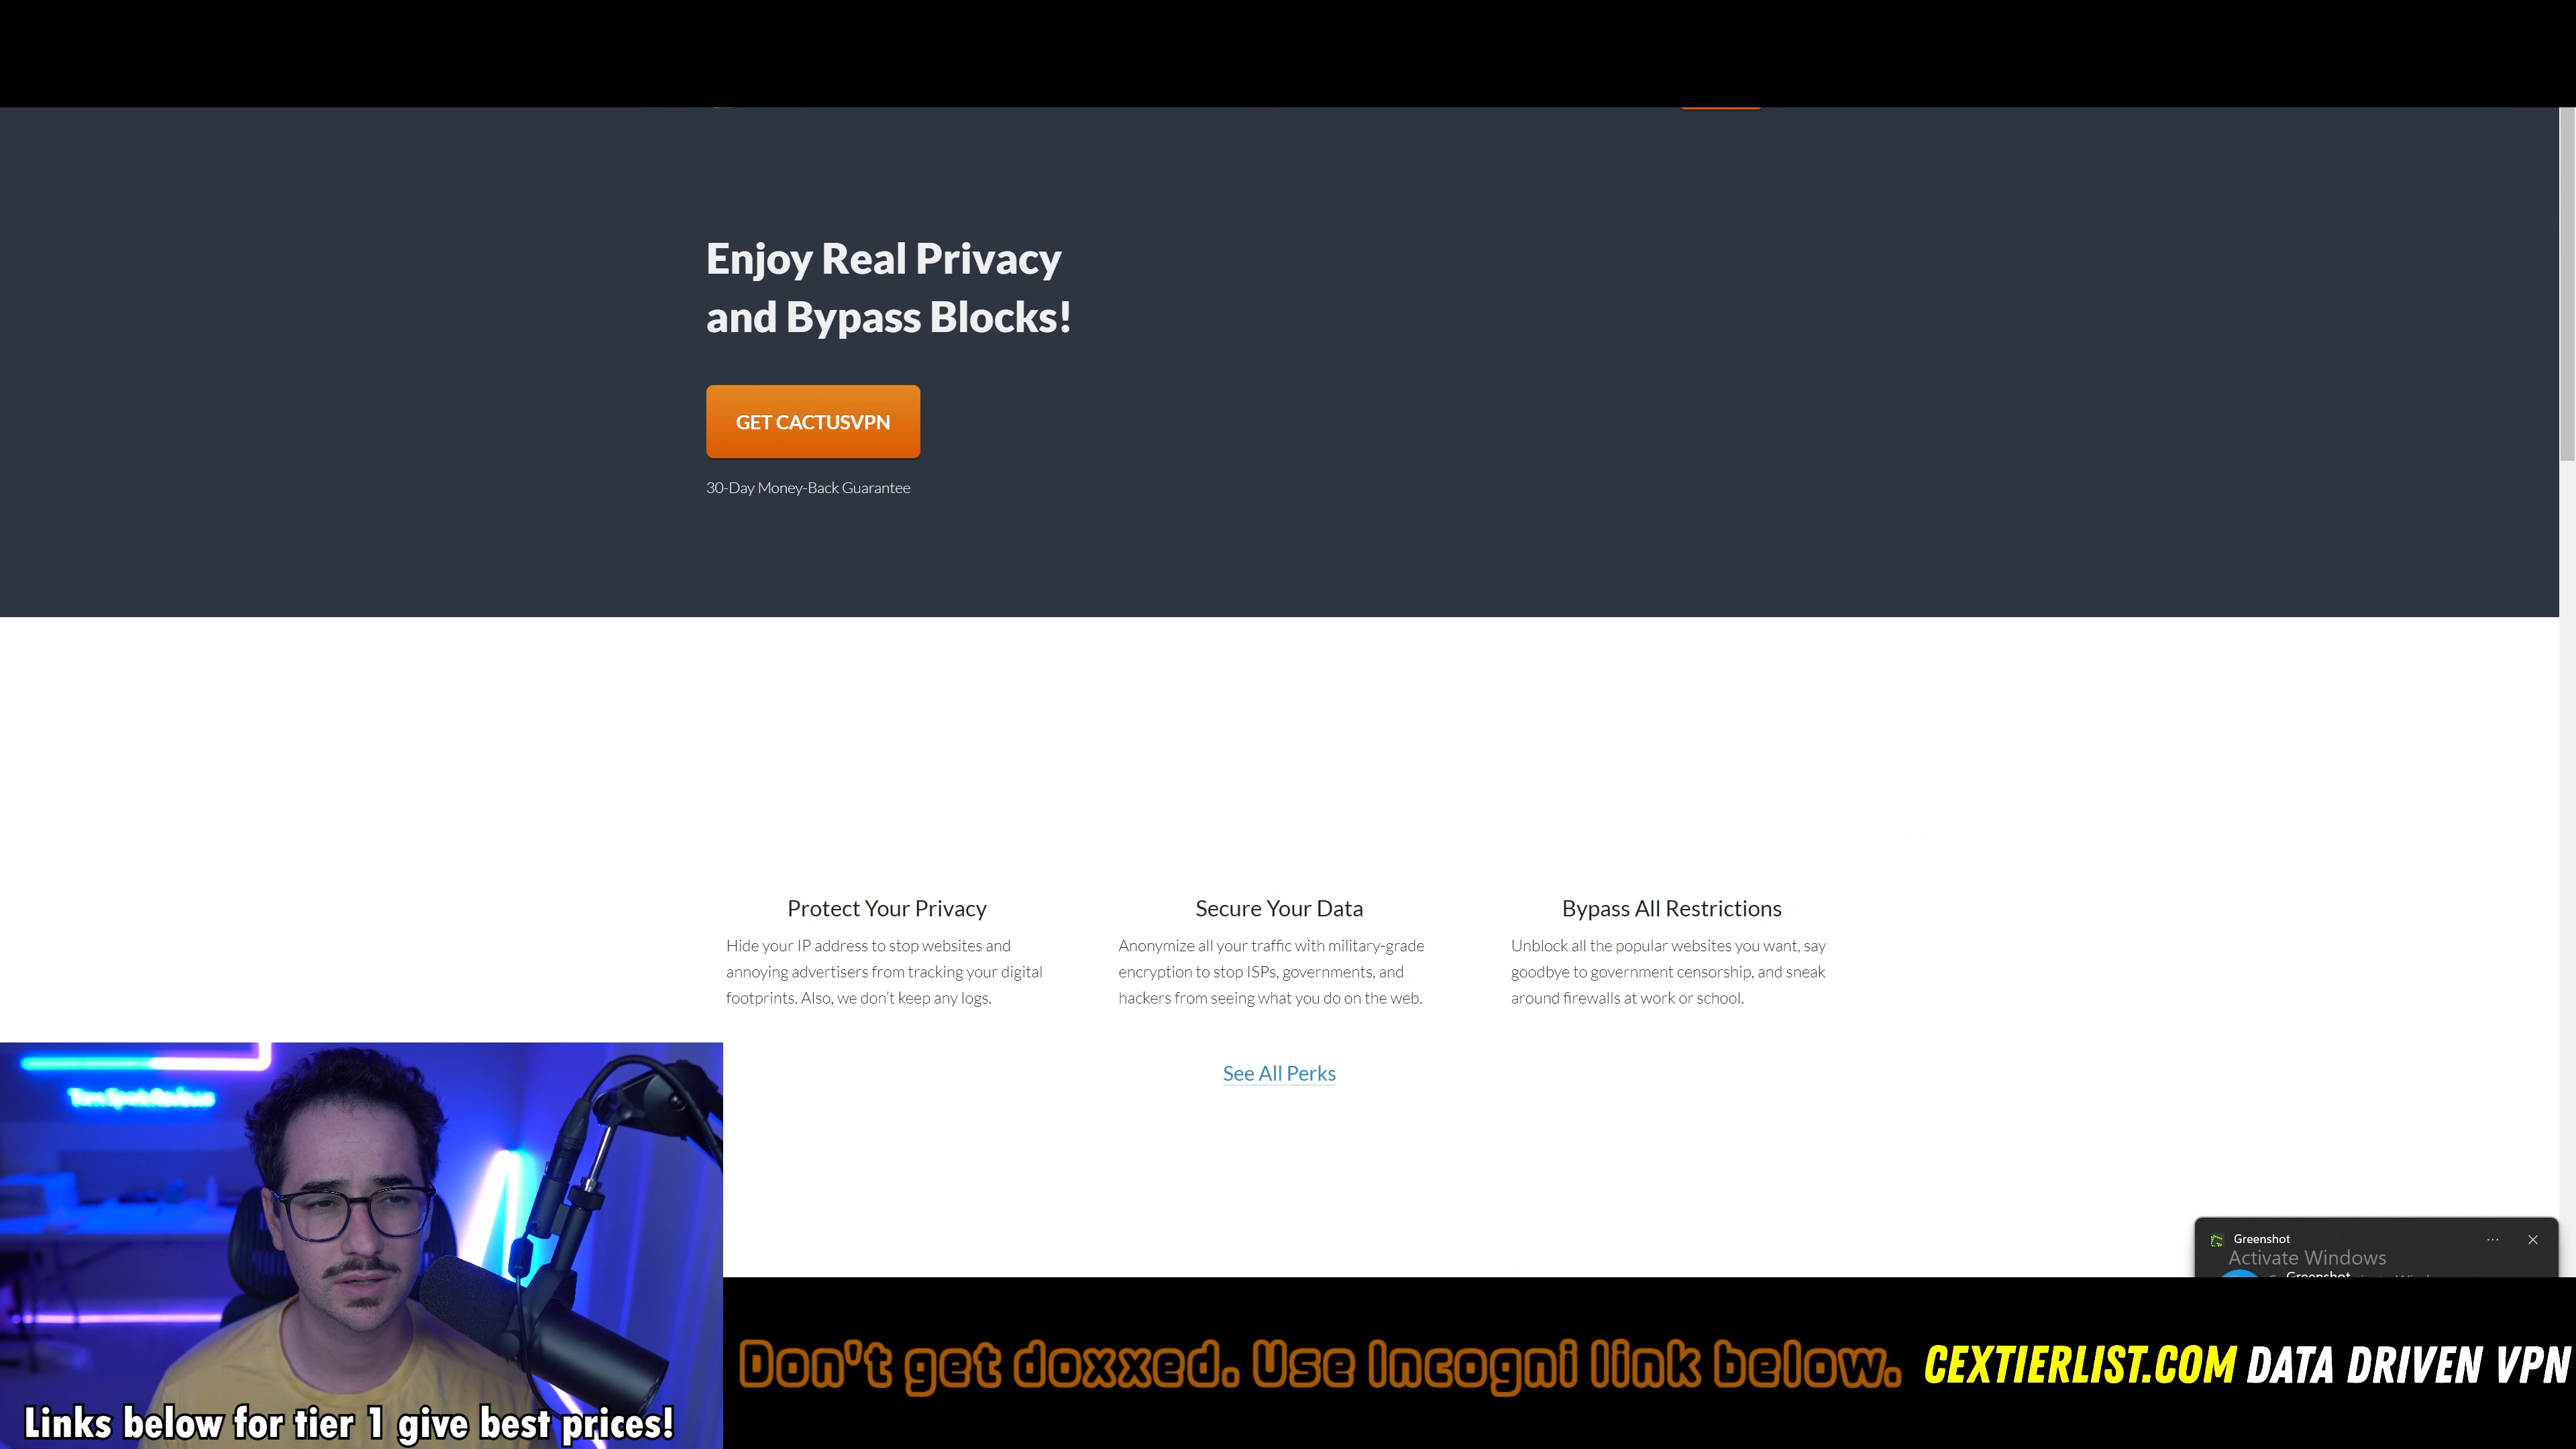 Enjoy Real Privacy
and Bypass Blocks!
GET CACTUSVPN
30-Day Money-Back Guarantee
Protect Your Privacy
Hide your IP address to stop websites and
annoying advertisers from tracking your digital
footprints. Also, we don't keep any logs.
Secure Your Data
Anonymize all your traffic with military-grade
encryption to stop ISPs, governments, and
hackers from seeing what you do on the web.
Bypass All Restrictions
Unblock all the popular websites you want, say
goodbye to government censorship, and sneak
around firewalls at work or school.
See All Perks
Tom Spark Reviews
Greenshot
Activate Windows
Greenshot
Links below for tier 1 give best prices!
Don't get doxxed. Use Incogni link below.
CEXTIERLIST.COM DATA DRIVEN VPN